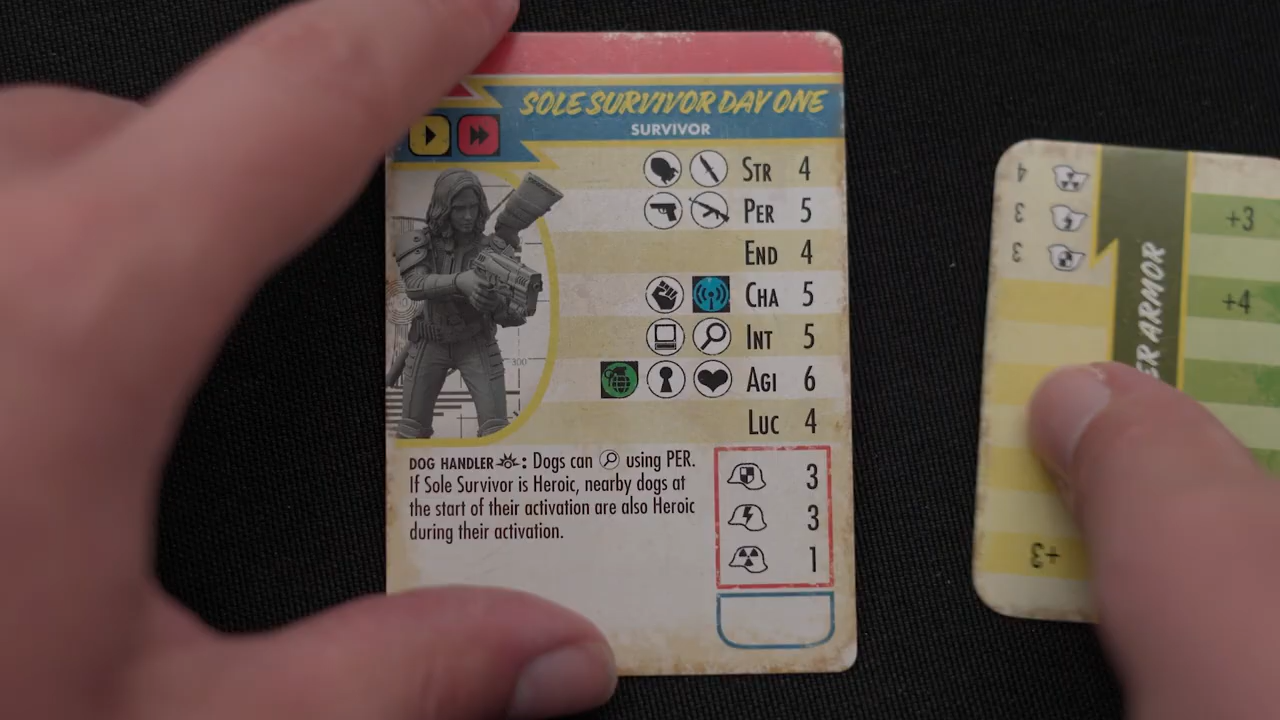 SOLE SURVIVOR DAY ONE
SURVIVOR
STR 4
PER 5
END 4
CHA 5
INT 5
AGI 6
LUC 4
300
DOG HANDLER : Dogs can using PER.
If Sole Survivor is Heroic, nearby dogs at
the start of their activation are also Heroic
during their activation.
3
3
1
4
3
3
ER ARMOR
+3
+4
+3